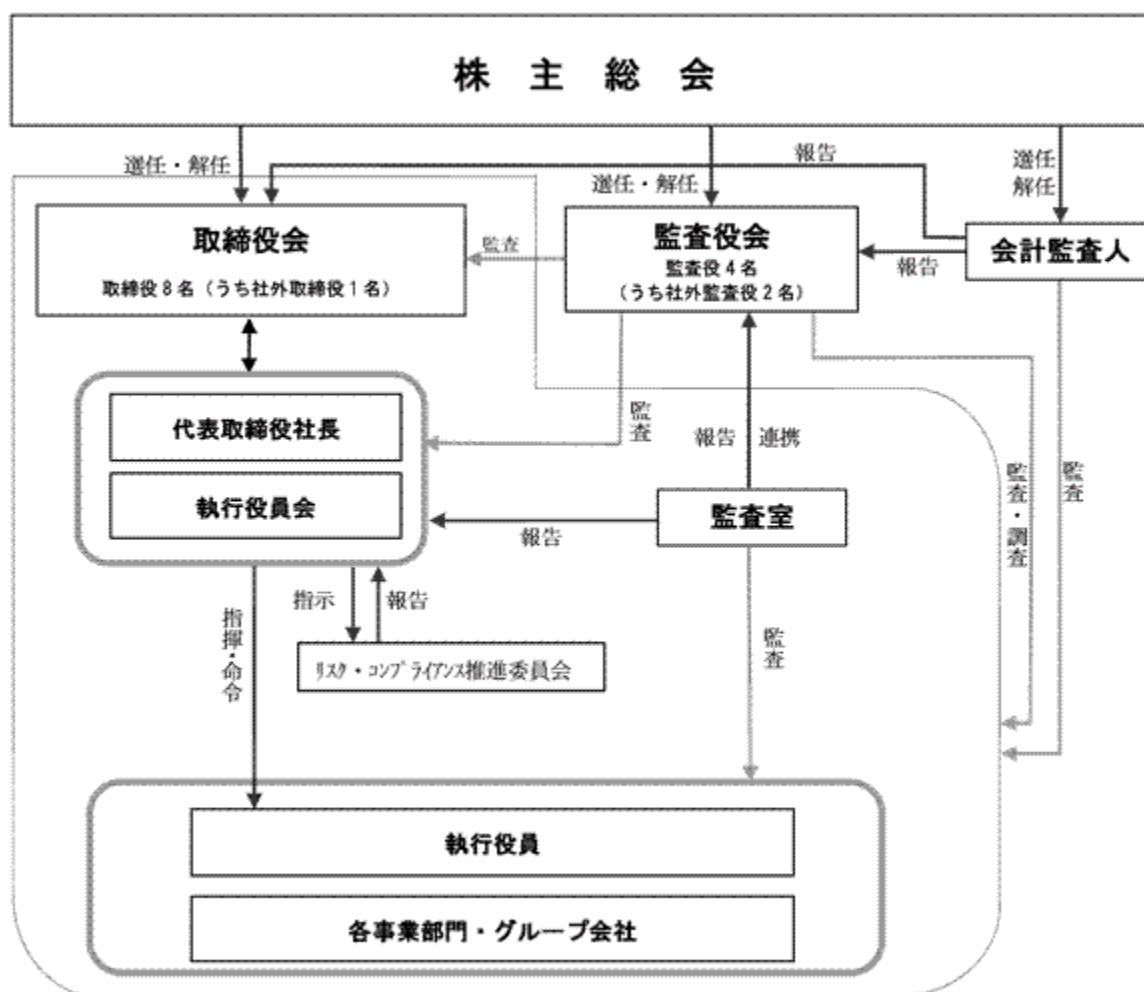 株主総会
選任・解任
選任・解任
報告
選任
解任
取締役会
取締役8名（うち社外取締役1名）
監査
監査役会
監査役4名
（うち社外監査役2名）
報告
会計監査人
代表取締役社長
執行役員会
監査
報告
連携
監査・調査
監査
報告
監査室
指揮・命令
指示
報告
ﾘｽｸ・ｺﾝﾌﾟﾗｲｱﾝｽ推進委員会
監査
執行役員
各事業部門・グループ会社